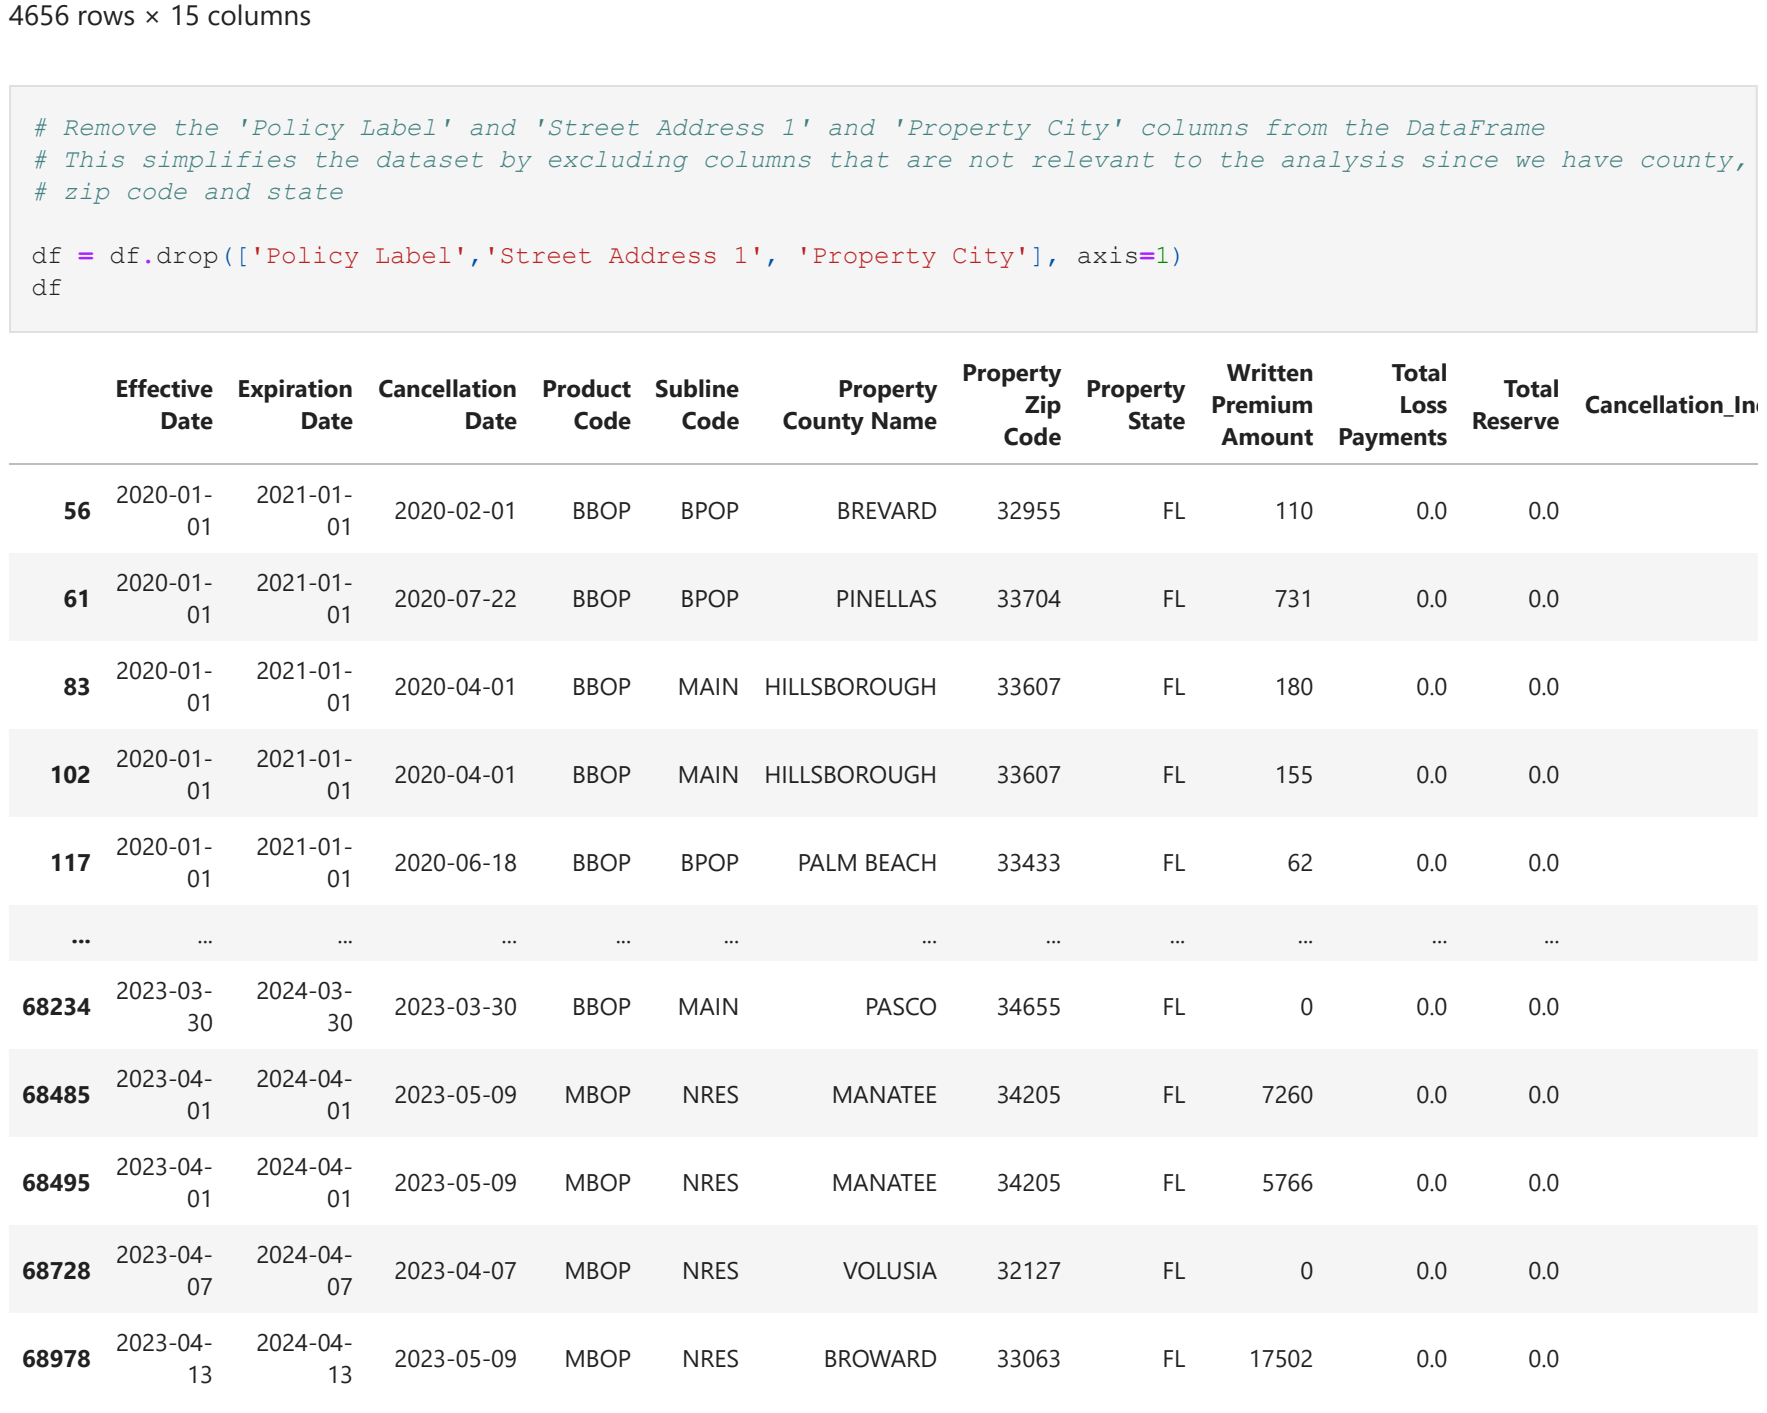 4656 rows × 15 columns
# Remove the 'Policy Label' and 'Street Address 1' and 'Property City' columns from the DataFrame
# This simplifies the dataset by excluding columns that are not relevant to the analysis since we have county,
# zip code and state
df = df.drop(['Policy Label','Street Address 1', 'Property City'], axis=1)
df
Effective Date Expiration Date Cancellation Date Product Code Subline Code Property County Name Property Zip Code Property State Written Premium Amount Total Loss Payments Total Reserve Cancellation_In
56 2020-01-01 2021-01-01 2020-02-01 BBOP BPOP BREVARD 32955 FL 110 0.0 0.0
61 2020-01-01 2021-01-01 2020-07-22 BBOP BPOP PINELLAS 33704 FL 731 0.0 0.0
83 2020-01-01 2021-01-01 2020-04-01 BBOP MAIN HILLSBOROUGH 33607 FL 180 0.0 0.0
102 2020-01-01 2021-01-01 2020-04-01 BBOP MAIN HILLSBOROUGH 33607 FL 155 0.0 0.0
117 2020-01-01 2021-01-01 2020-06-18 BBOP BPOP PALM BEACH 33433 FL 62 0.0 0.0
... ... ... ... ... ... ... ... ... ... ... ...
68234 2023-03-30 2024-03-30 2023-03-30 BBOP MAIN PASCO 34655 FL 0 0.0 0.0
68485 2023-04-01 2024-04-01 2023-05-09 MBOP NRES MANATEE 34205 FL 7260 0.0 0.0
68495 2023-04-01 2024-04-01 2023-05-09 MBOP NRES MANATEE 34205 FL 5766 0.0 0.0
68728 2023-04-07 2024-04-07 2023-04-07 MBOP NRES VOLUSIA 32127 FL 0 0.0 0.0
68978 2023-04-13 2024-04-13 2023-05-09 MBOP NRES BROWARD 33063 FL 17502 0.0 0.0